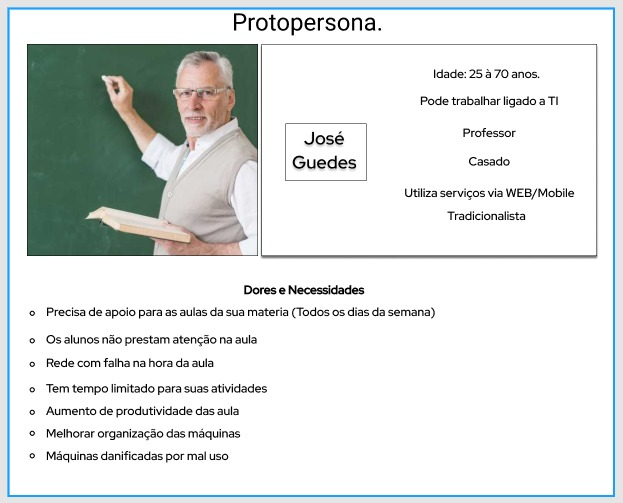 Protopersona.
José
Guedes
Idade: 25 à 70 anos.
Pode trabalhar ligado a TI
Professor
Casado
Utiliza serviços via WEB/Mobile
Tradicionalista
Dores e Necessidades
Precisa de apoio para as aulas da sua materia (Todos os dias da semana)
Os alunos não prestam atenção na aula
Rede com falha na hora da aula
Tem tempo limitado para suas atividades
Aumento de produtividade das aula
Melhorar organização das máquinas
Máquinas danificadas por mal uso